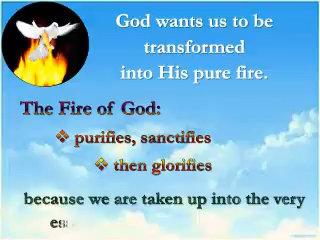 God wants us to be
transformed
into His pure fire.
The Fire of God:
purifies, sanctifies
then glorifies
because we are taken up into the very